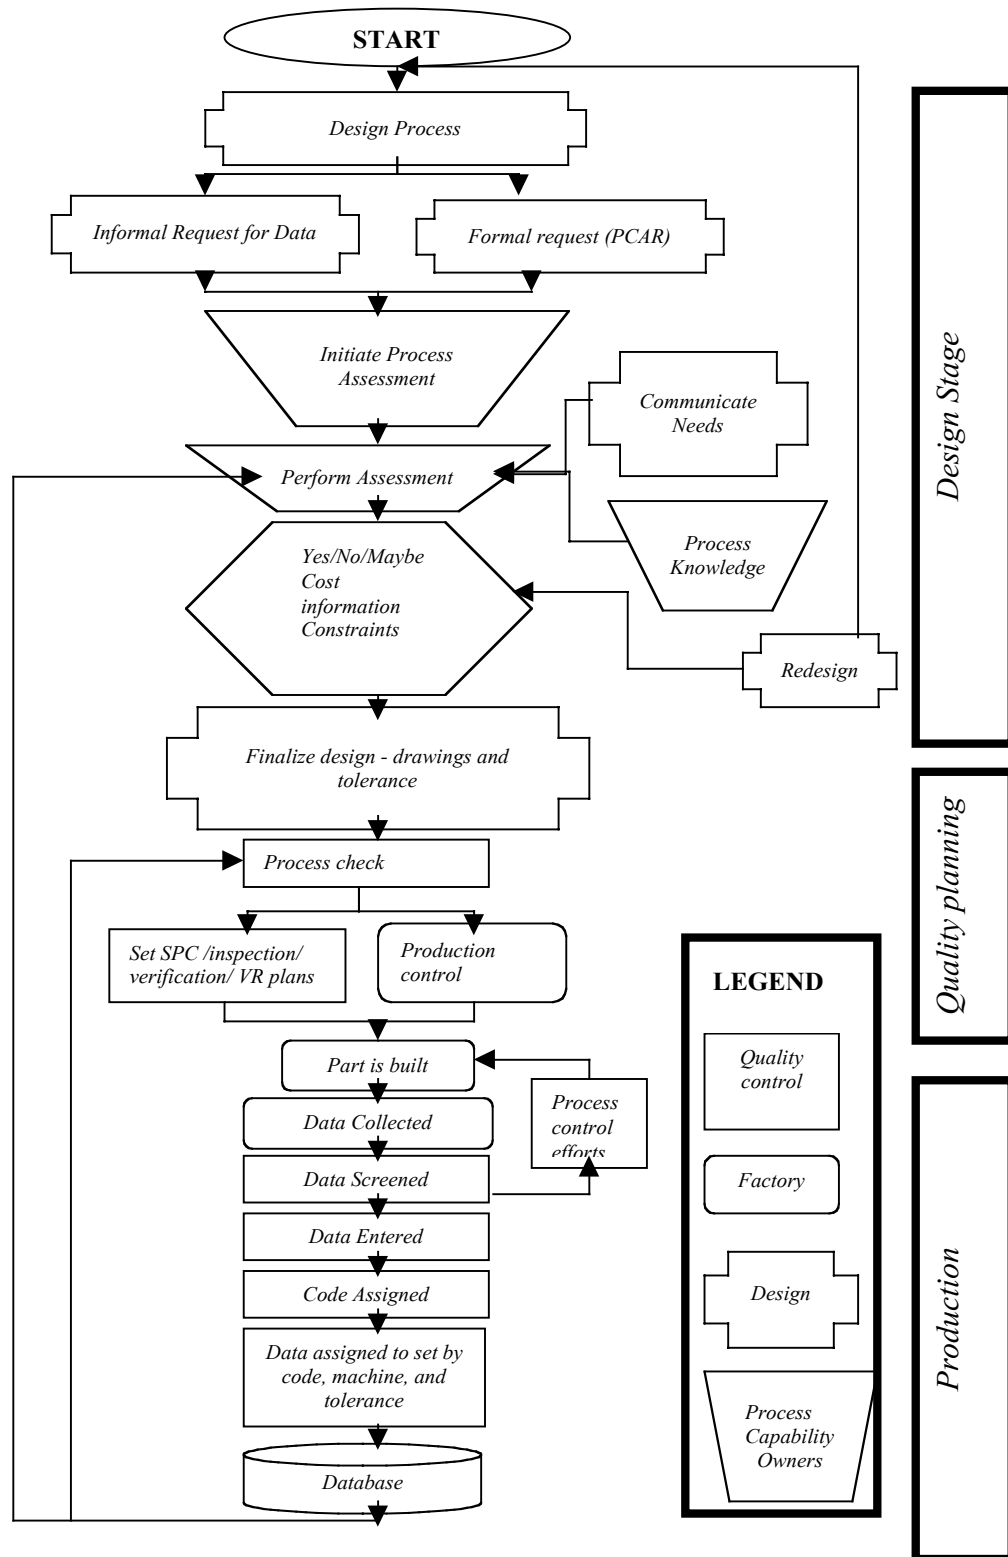 START
Design Process
Informal Request for Data
Formal request (PCAR)
Initiate Process
Assessment
Communicate
Needs
Perform Assessment
Process
Knowledge
Yes/No/Maybe
Cost
information
Constraints
Redesign
Finalize design - drawings and
tolerance
Process check
Set SPC /inspection/
verification/ VR plans
Production
control
Part is built
Process
control
efforts
Data Collected
Data Screened
Data Entered
Code Assigned
Data assigned to set by
code, machine, and
tolerance
Database
LEGEND
Quality
control
Factory
Design
Process
Capability
Owners
Design Stage
Quality planning
Production